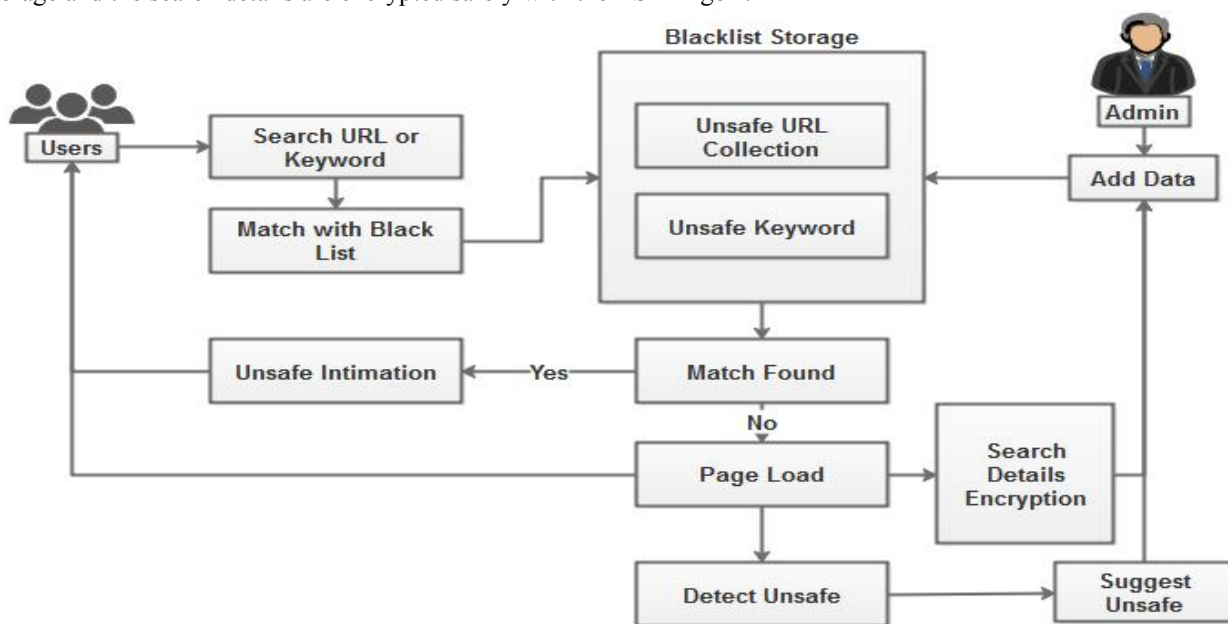 Blacklist Storage
Users
Search URL or
Keyword
Match with Black
List
Unsafe URL
Collection
Unsafe Keyword
Admin
Add Data
Unsafe Intimation
Yes
Match Found
No
Page Load
Search
Details
Encryption
Detect Unsafe
Suggest
Unsafe